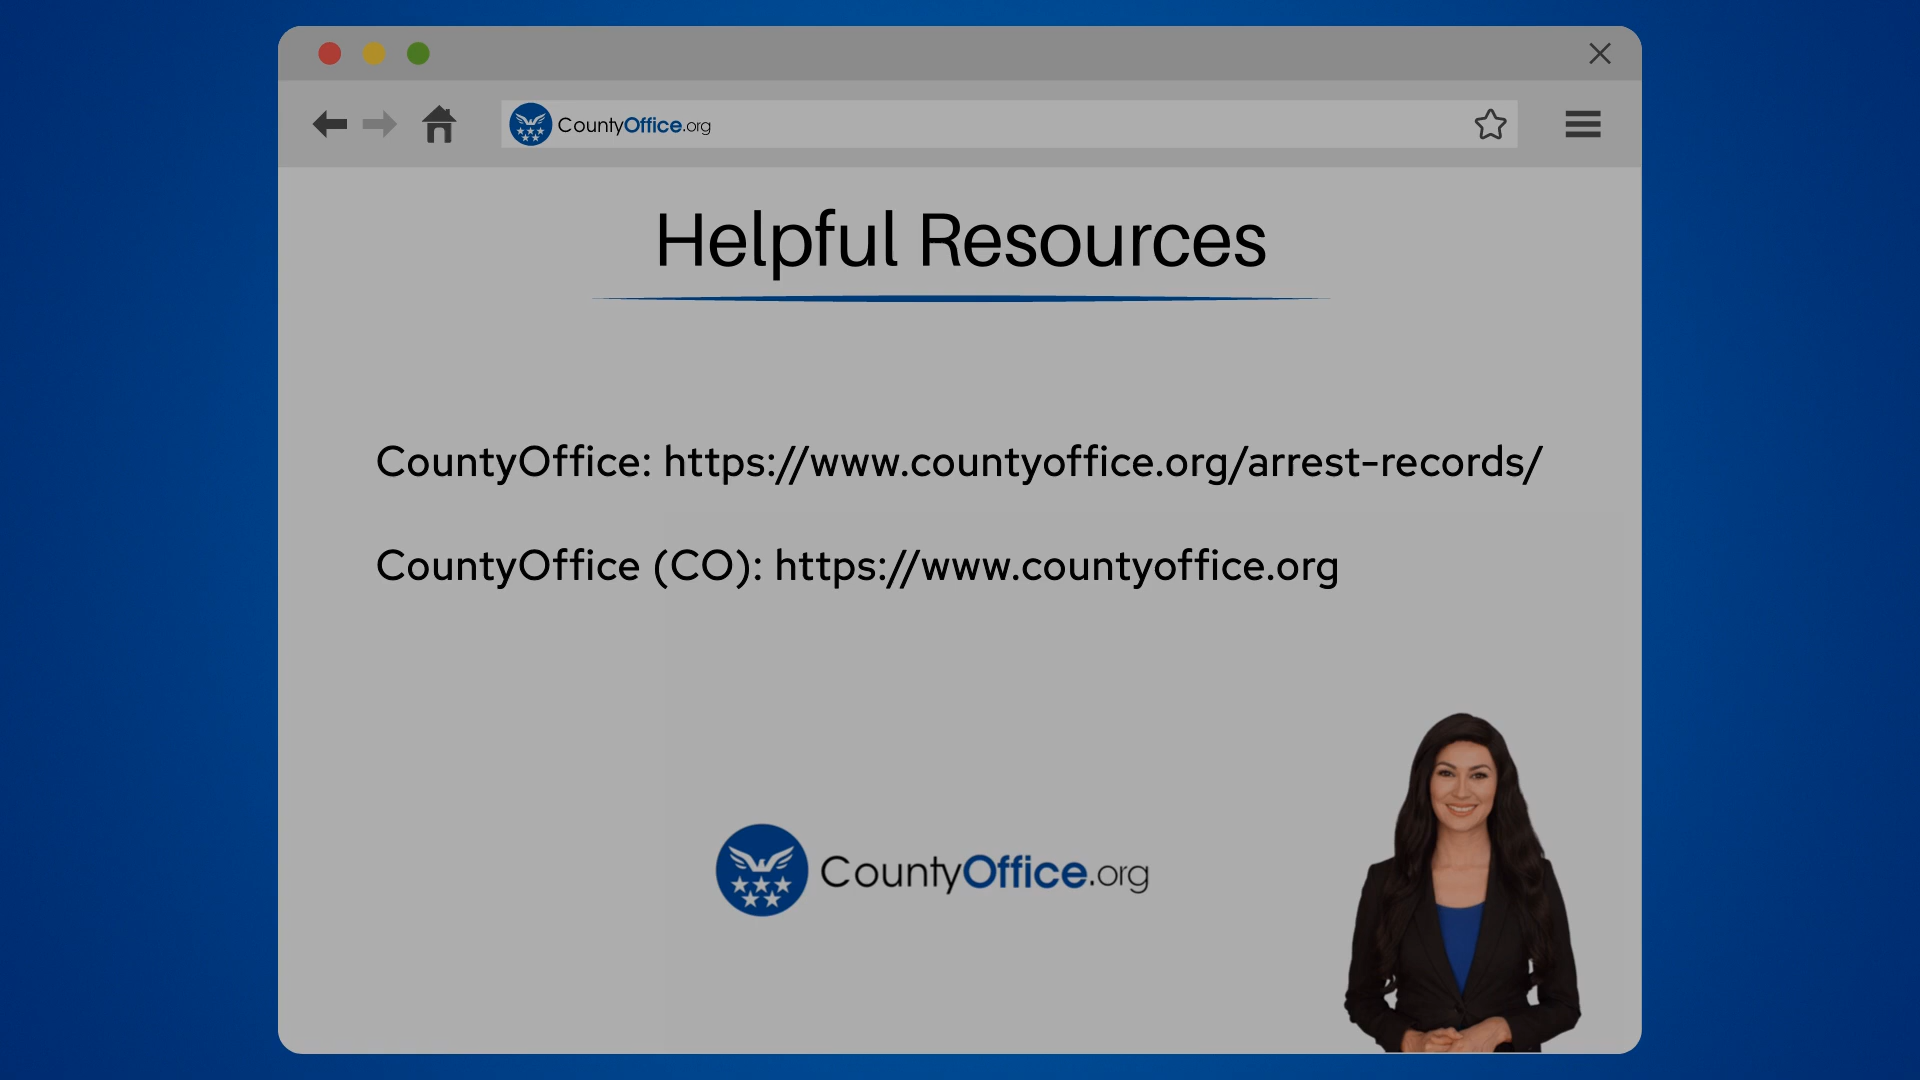 CountyOffice.org
Helpful Resources
CountyOffice: https://www.countyoffice.org/arrest-records/
CountyOffice (CO): https://www.countyoffice.org
CountyOffice.org